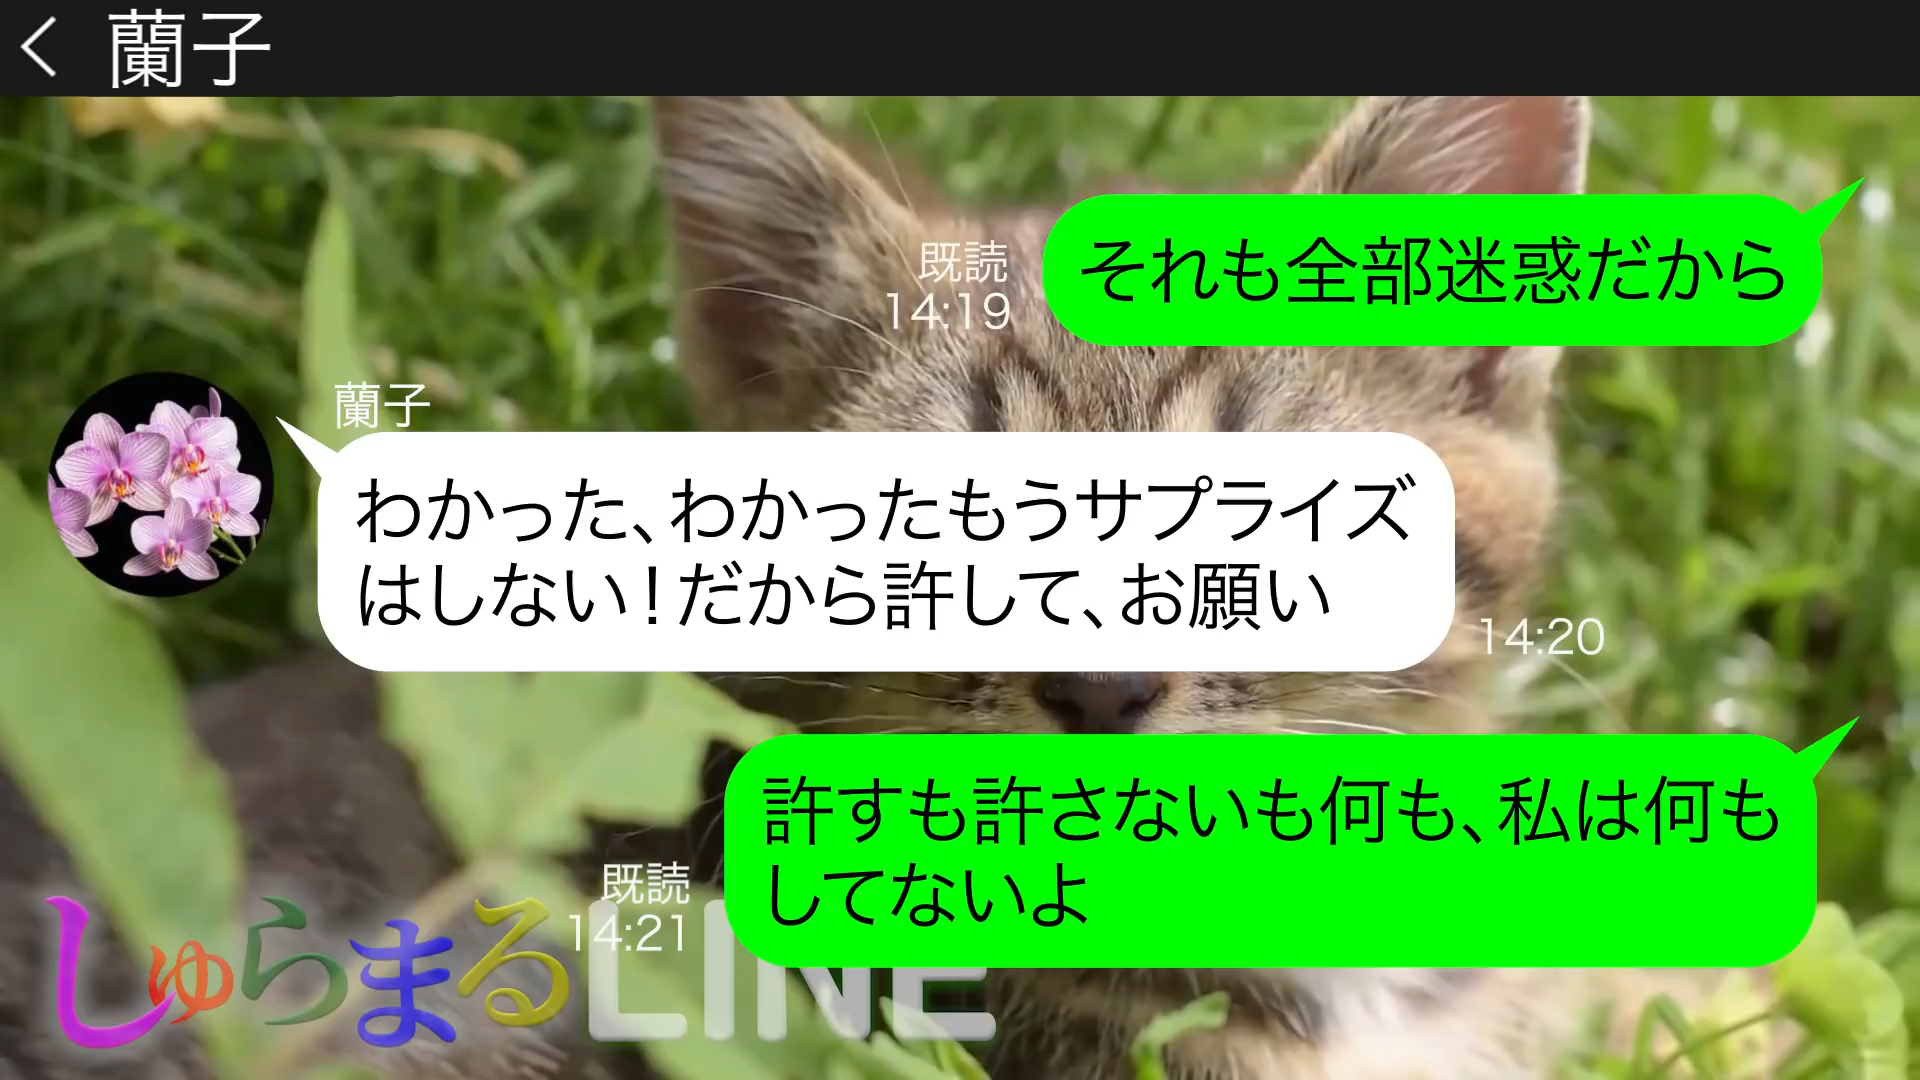 蘭子
それも全部迷惑だから
既読
14:19
蘭子
わかった、わかったもうサプライズ
はしない！だから許して、お願い
14:20
許すも許さないも何も、私は何も
してないよ
既読
14:21
しゅらまるLINE